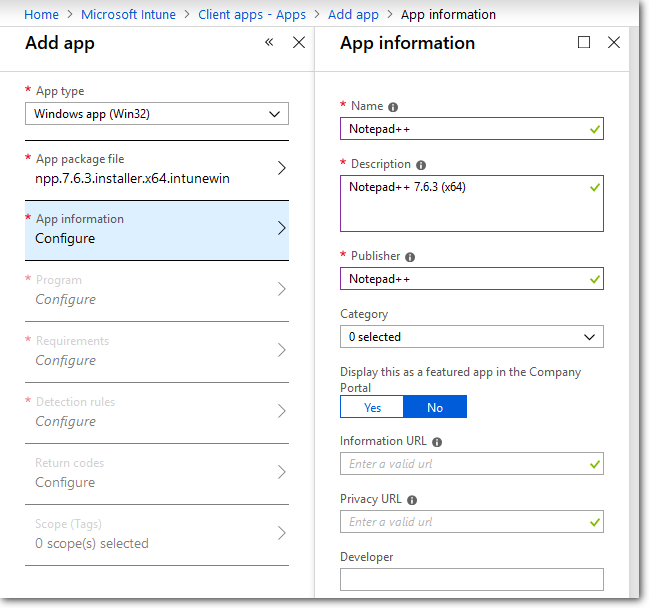 Home > Microsoft Intune > Client apps - Apps > Add app > App information
Add app
* App type
Windows app (Win32)
* App package file
npp.7.6.3.installer.x64.intunewin
* App information
Configure
* Program
Configure
* Requirements
Configure
* Detection rules
Configure
Return codes
Configure
Scope (Tags)
0 scope(s) selected
App information
* Name
Notepad++
* Description
Notepad++ 7.6.3 (x64)
* Publisher
Notepad++
Category
0 selected
Display this as a featured app in the Company
Portal
Yes No
Information URL
Enter a valid url
Privacy URL
Enter a valid url
Developer